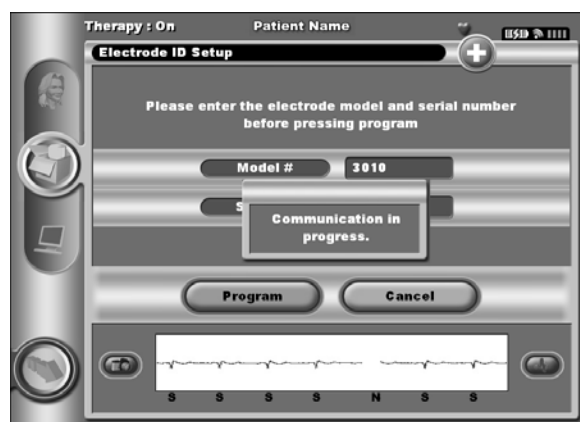 Therapy : On Patient Name
Electrode ID Setup
Please enter the electrode model and serial number
before pressing program
Model # 3010
S
Communication in
progress.
Program Cancel
S S S S N S S